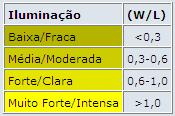 Iluminação (W/L)
Baixa/Fraca <0,3
Média/Moderada 0,3-0,6
Forte/Clara 0,6-1,0
Muito Forte/Intensa >1,0